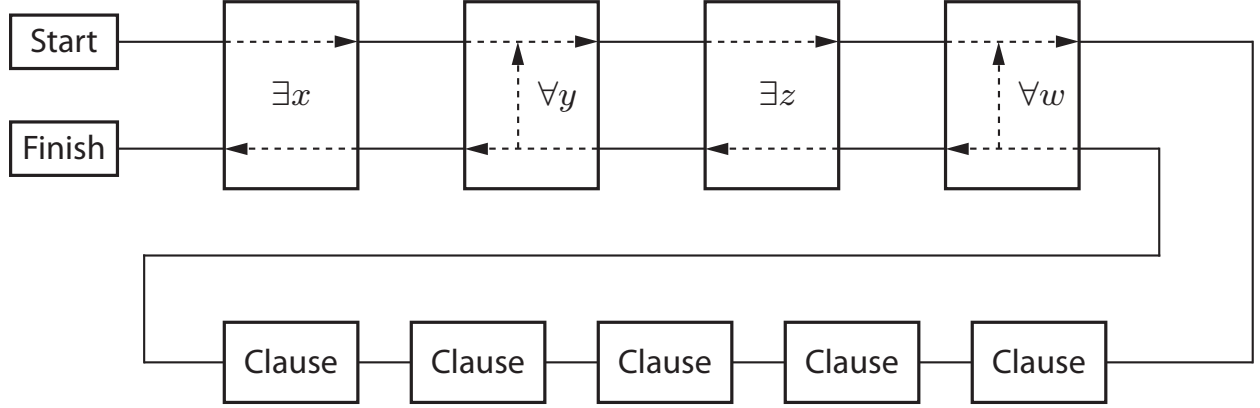 Start
∃x
∀y
∃z
∀w
Finish
Clause Clause Clause Clause Clause